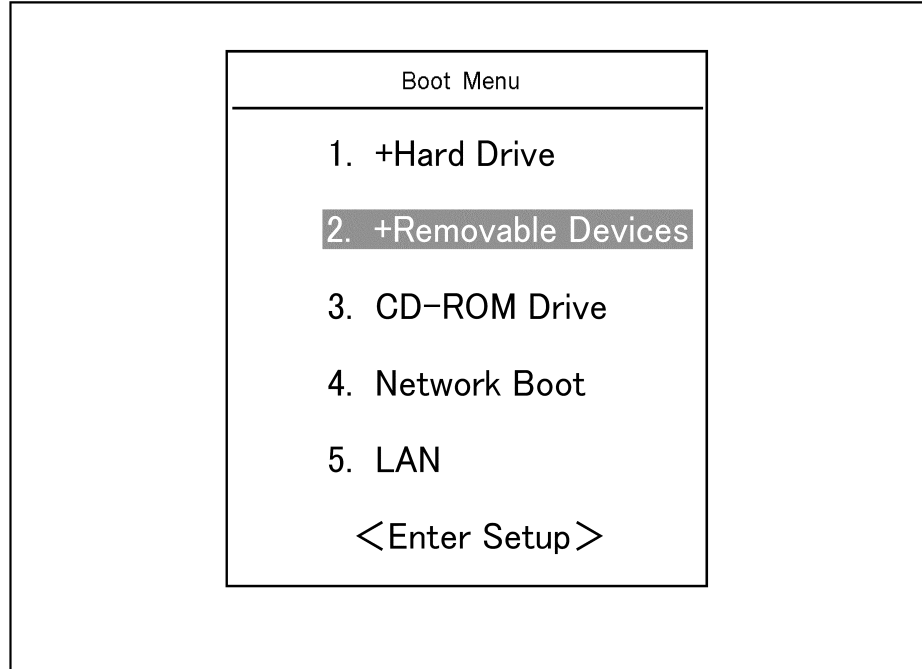 Boot Menu
1. +Hard Drive
2. +Removable Devices
3. CD-ROM Drive
4. Network Boot
5. LAN
<Enter Setup>